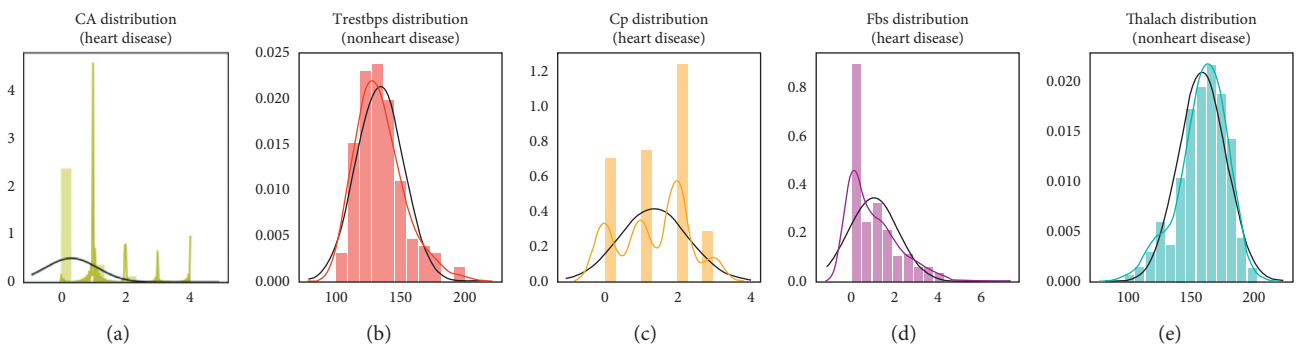 CA distribution
(heart disease)
4
3
2
1
0
0 2 4
(a)
Trestbps distribution
(nonheart disease)
0.025
0.020
0.015
0.010
0.005
0.000
100 150 200
(b)
Cp distribution
(heart disease)
1.2
1.0
0.8
0.6
0.4
0.2
0.0
0 2 4
(c)
Fbs distribution
(heart disease)
0.8
0.6
0.4
0.2
0.0
0 2 4 6
(d)
Thalach distribution
(nonheart disease)
0.020
0.015
0.010
0.005
0.000
100 150 200
(e)